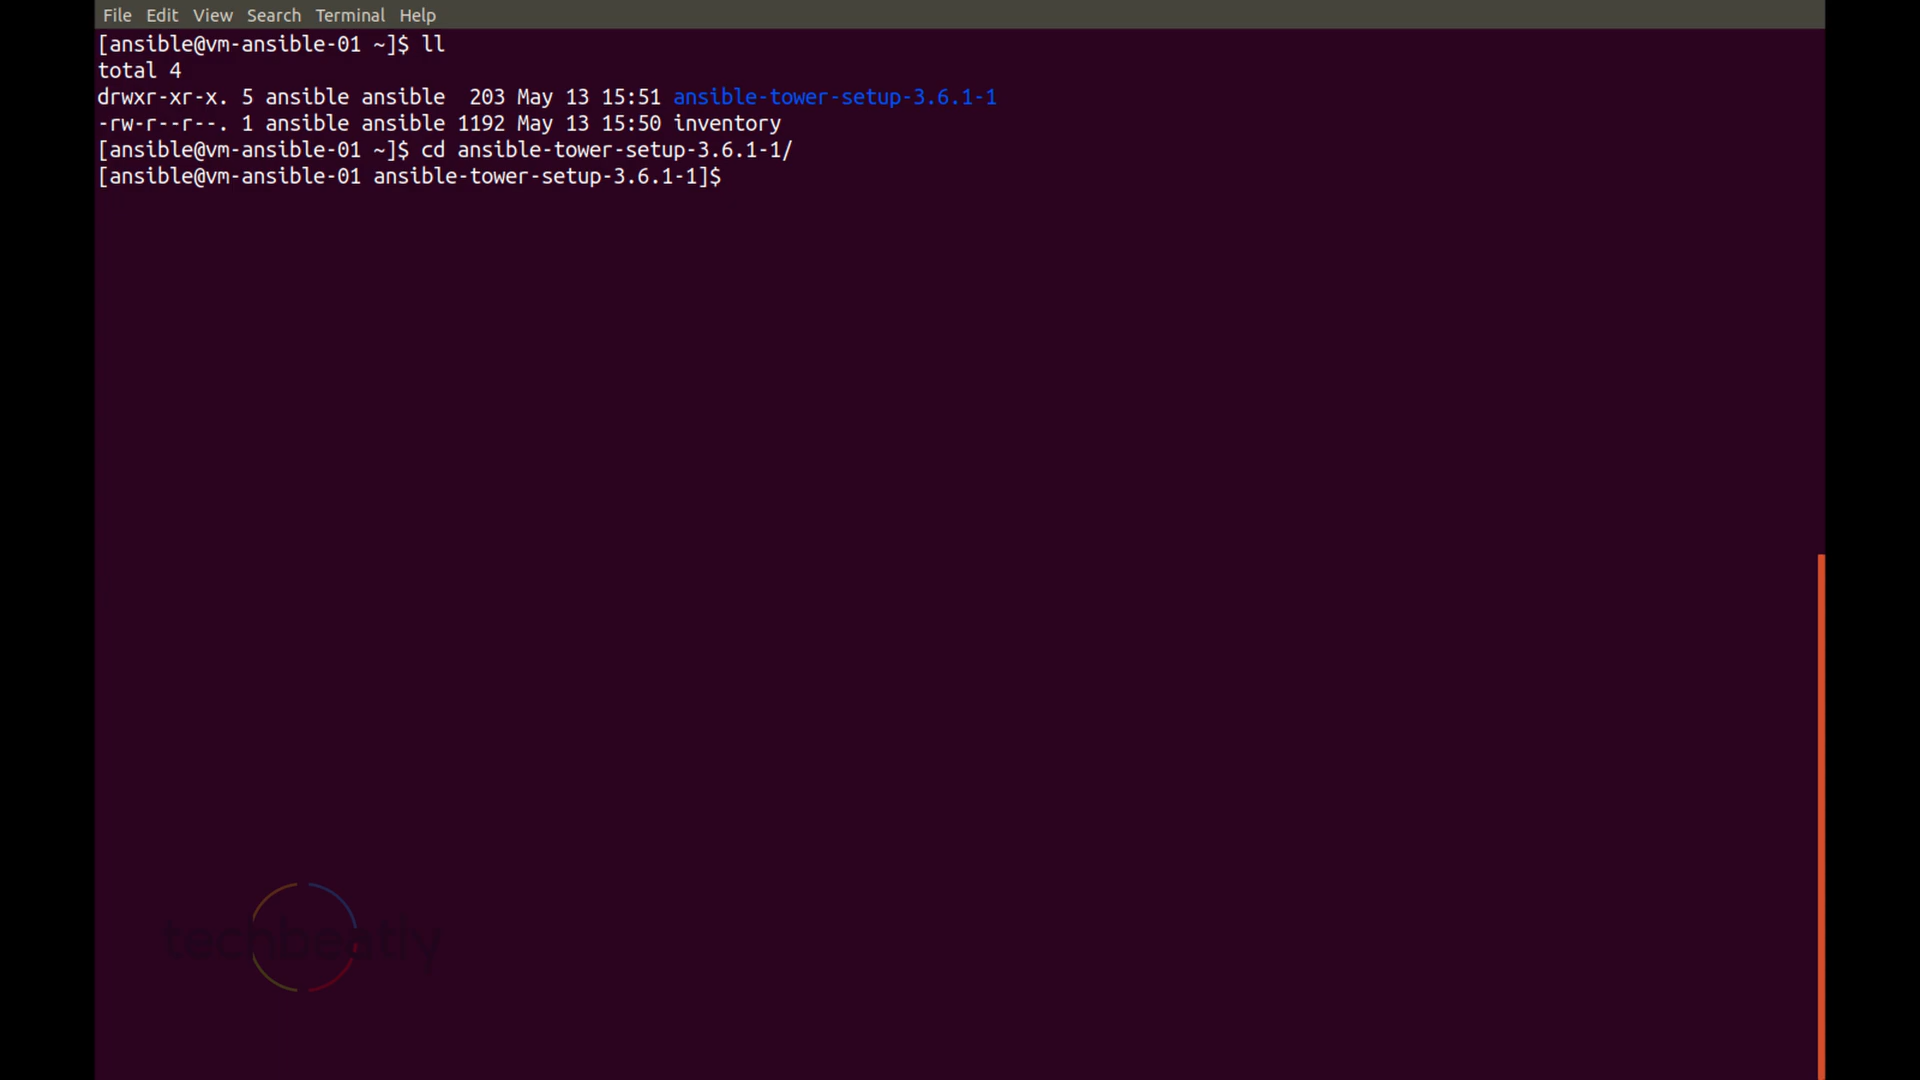 File Edit View Search Terminal Help
[ansible@vm-ansible-01 ~]$ ll
total 4
drwxr-xr-x. 5 ansible ansible  203 May 13 15:51 ansible-tower-setup-3.6.1-1
-rw-r--r--. 1 ansible ansible 1192 May 13 15:50 inventory
[ansible@vm-ansible-01 ~]$ cd ansible-tower-setup-3.6.1-1/
[ansible@vm-ansible-01 ansible-tower-setup-3.6.1-1]$
techbeatly